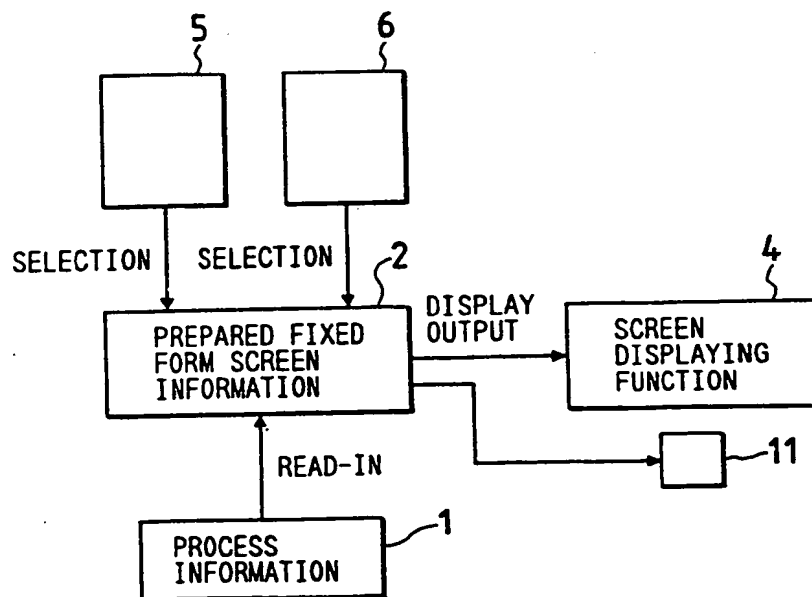 5
6
SELECTION
SELECTION
2
4
PREPARED FIXED
FORM SCREEN
INFORMATION
DISPLAY
OUTPUT
SCREEN
DISPLAYING
FUNCTION
11
READ-IN
1
PROCESS
INFORMATION